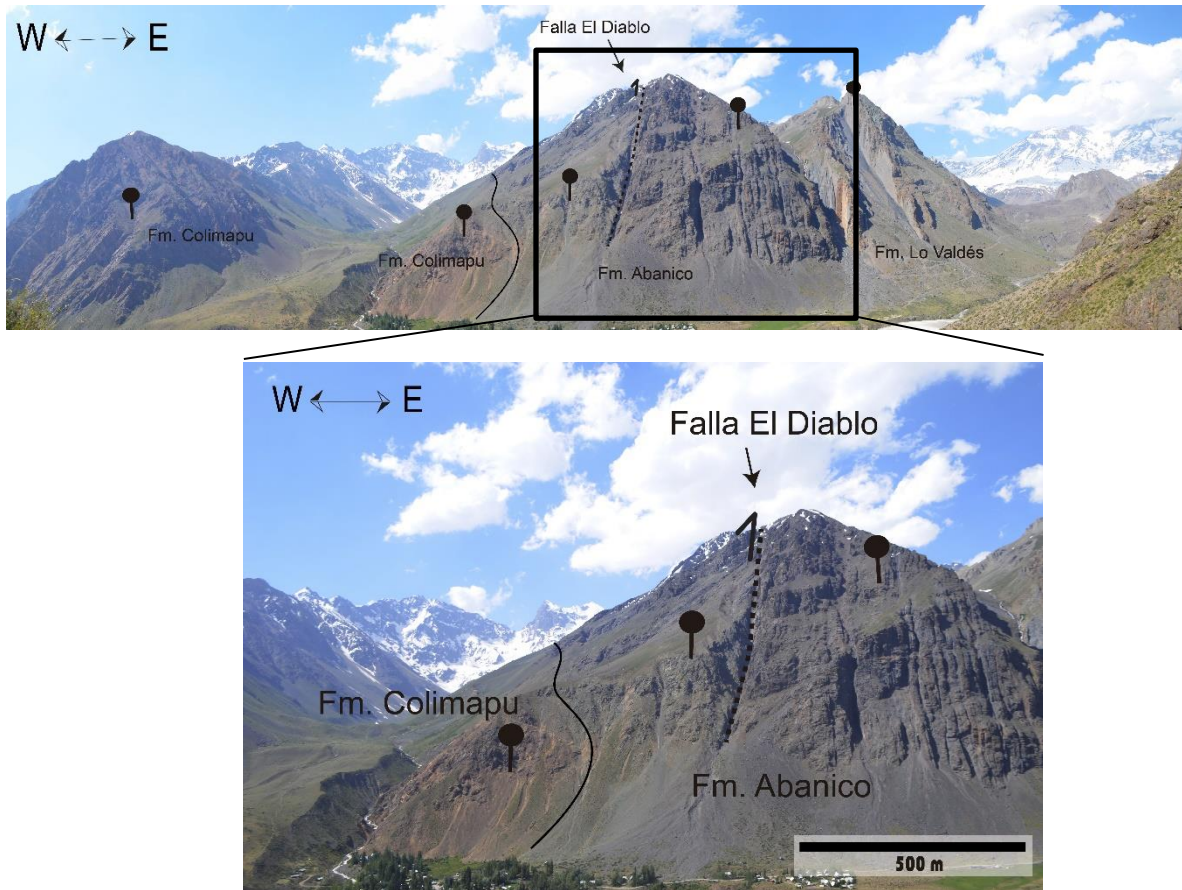 W E
Falla El Diablo
Fm. Colimapu
Fm. Colimapu
Fm. Abanico
Fm, Lo Valdés
W E
Falla El Diablo
Fm. Colimapu
Fm. Abanico
500 m